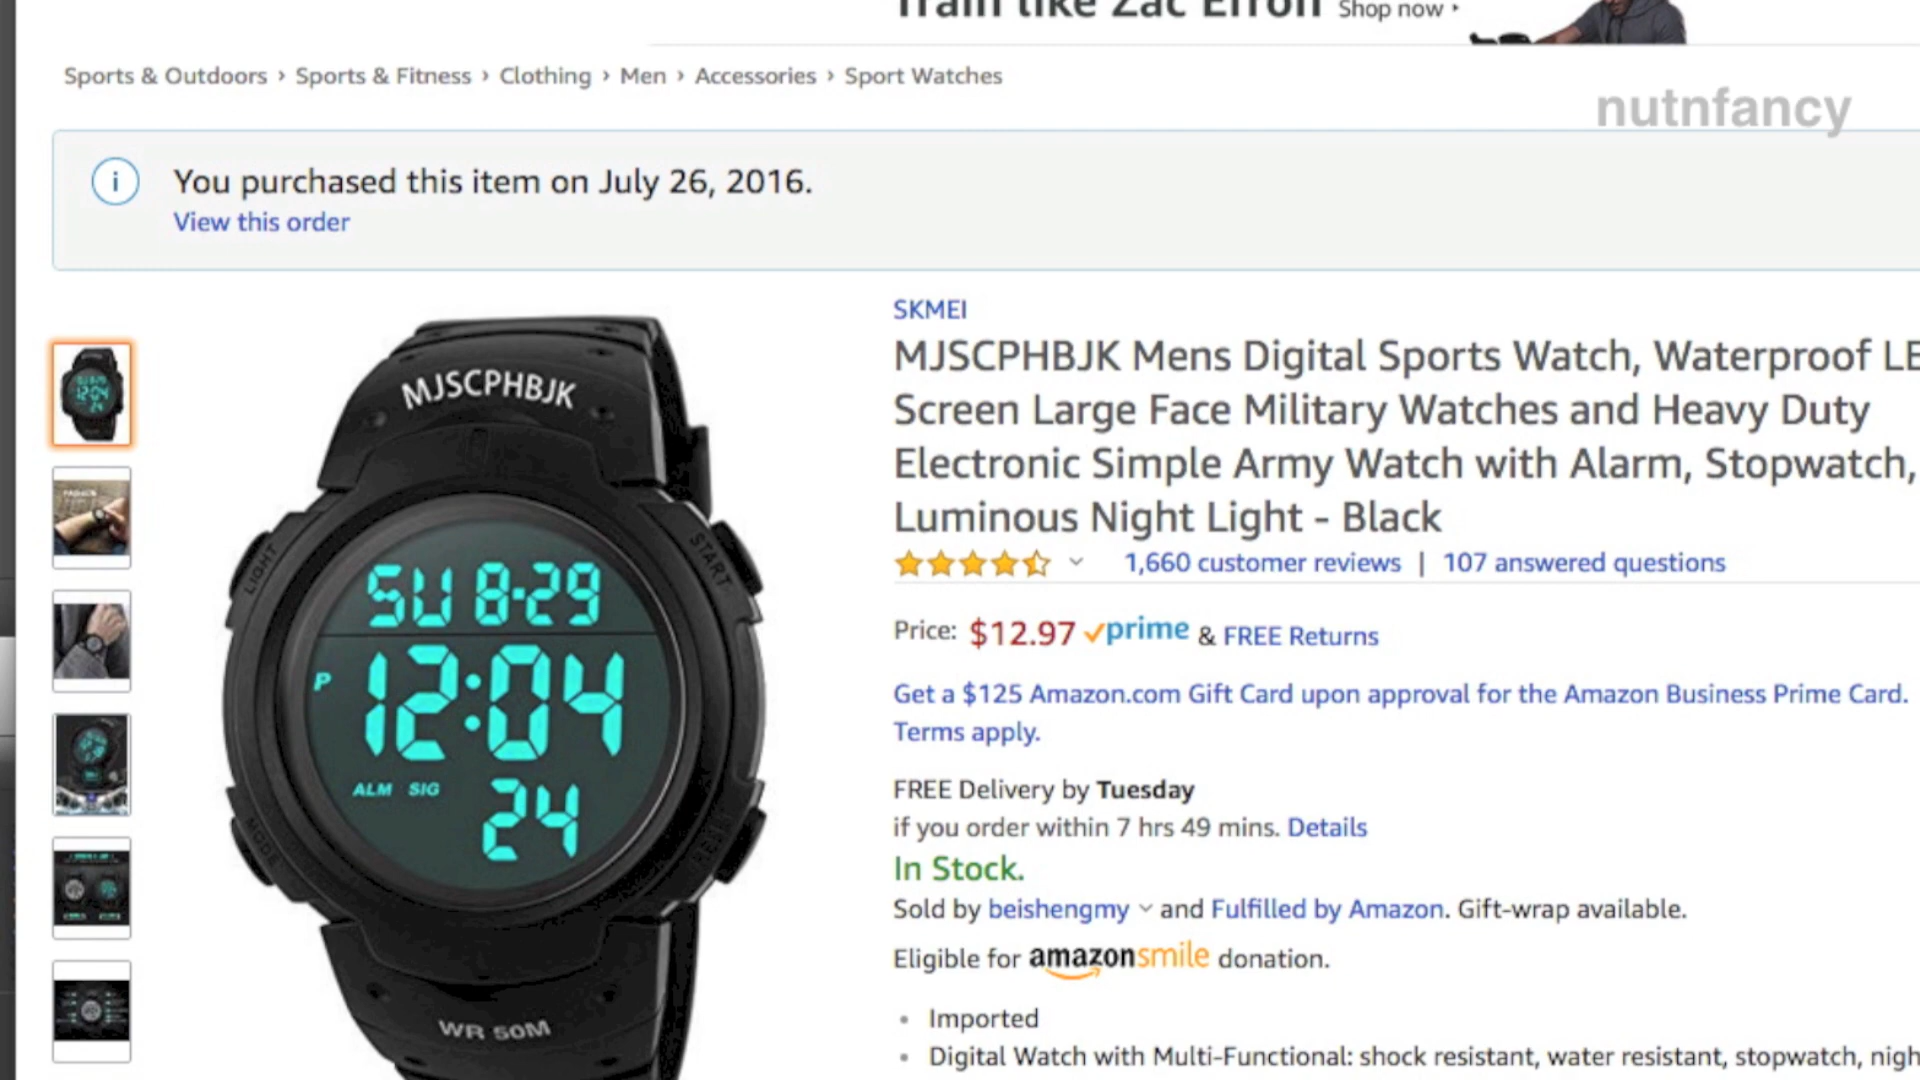 Train like Zac Efron Shop now
Sports & Outdoors › Sports & Fitness › Clothing › Men › Accessories › Sport Watches
nutnfancy
i You purchased this item on July 26, 2016.
View this order
SKMEI
MJSCPHBJK Mens Digital Sports Watch, Waterproof LE
Screen Large Face Military Watches and Heavy Duty
Electronic Simple Army Watch with Alarm, Stopwatch,
Luminous Night Light - Black
1,660 customer reviews | 107 answered questions
Price: $12.97 prime & FREE Returns
Get a $125 Amazon.com Gift Card upon approval for the Amazon Business Prime Card.
Terms apply.
FREE Delivery by Tuesday
if you order within 7 hrs 49 mins. Details
In Stock.
Sold by beishengmy and Fulfilled by Amazon. Gift-wrap available.
Eligible for amazonsmile donation.
• Imported
• Digital Watch with Multi-Functional: shock resistant, water resistant, stopwatch, nigh
MJSCPHBJK
LIGHT
START
SU 8-29
P 12:04
ALM SIG 24
MODE
WR 50M